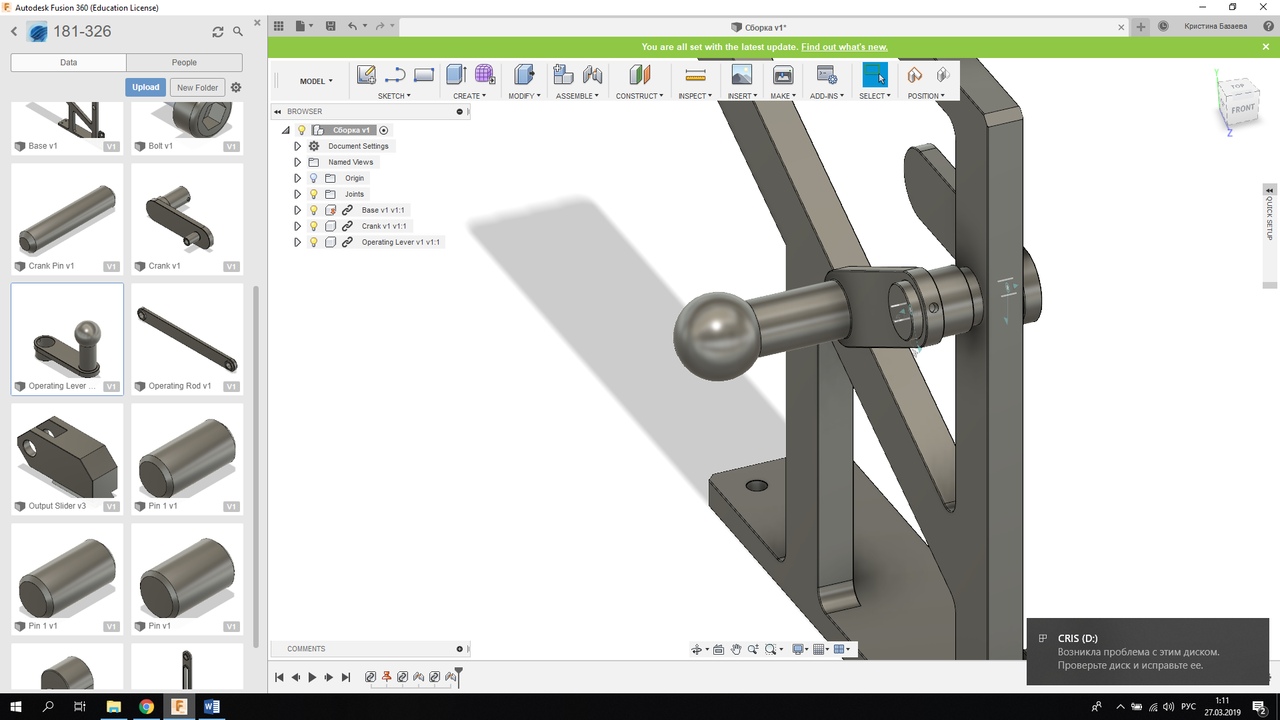 Autodesk Fusion 360 (Education License)
181-326
Сборка v1*
Кристина Базаева
You are all set with the latest update. Find out what's new.
Data
People
Upload
New Folder
MODEL
SKETCH
CREATE
MODIFY
ASSEMBLE
CONSTRUCT
INSPECT
INSERT
MAKE
ADD-INS
SELECT
POSITION
TOP
FRONT
Y
Z
BROWSER
Сборка v1
Document Settings
Named Views
Origin
Joints
Base v1 v1:1
Crank v1 v1:1
Operating Lever v1 v1:1
QUICK SETUP
Base v1
V1
Bolt v1
V1
Crank Pin v1
V1
Crank v1
V1
Operating Lever ...
V1
Operating Rod v1
V1
Output Slider v3
V1
Pin 1 v1
V1
Pin 1 v1
V1
Pin v1
V1
COMMENTS
CRIS (D:)
Возникла проблема с этим диском.
Проверьте диск и исправьте ее.
РУС
1:11
27.03.2019
2